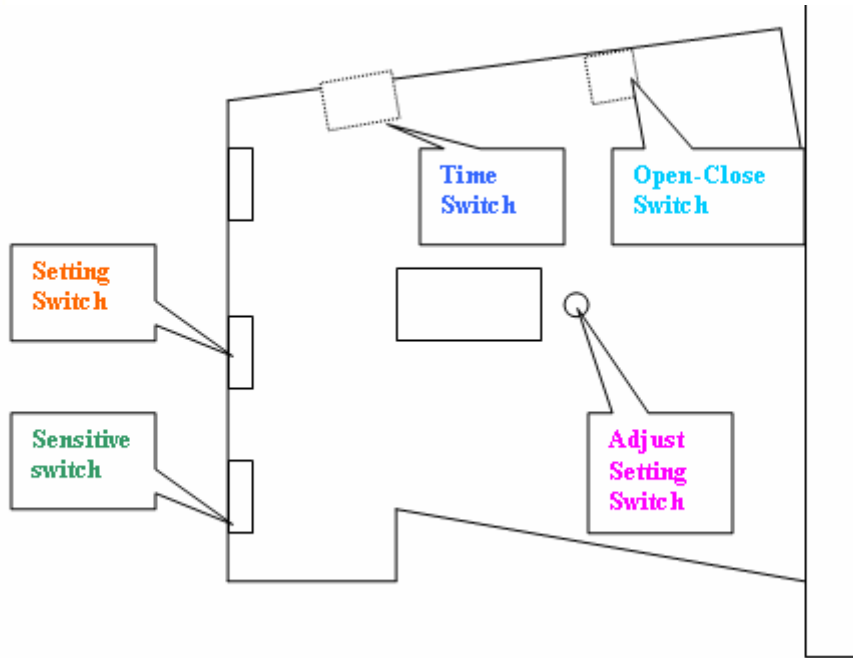 Time
Switch
Open-Close
Switch
Setting
Switch
Sensitive
switch
Adjust
Setting
Switch